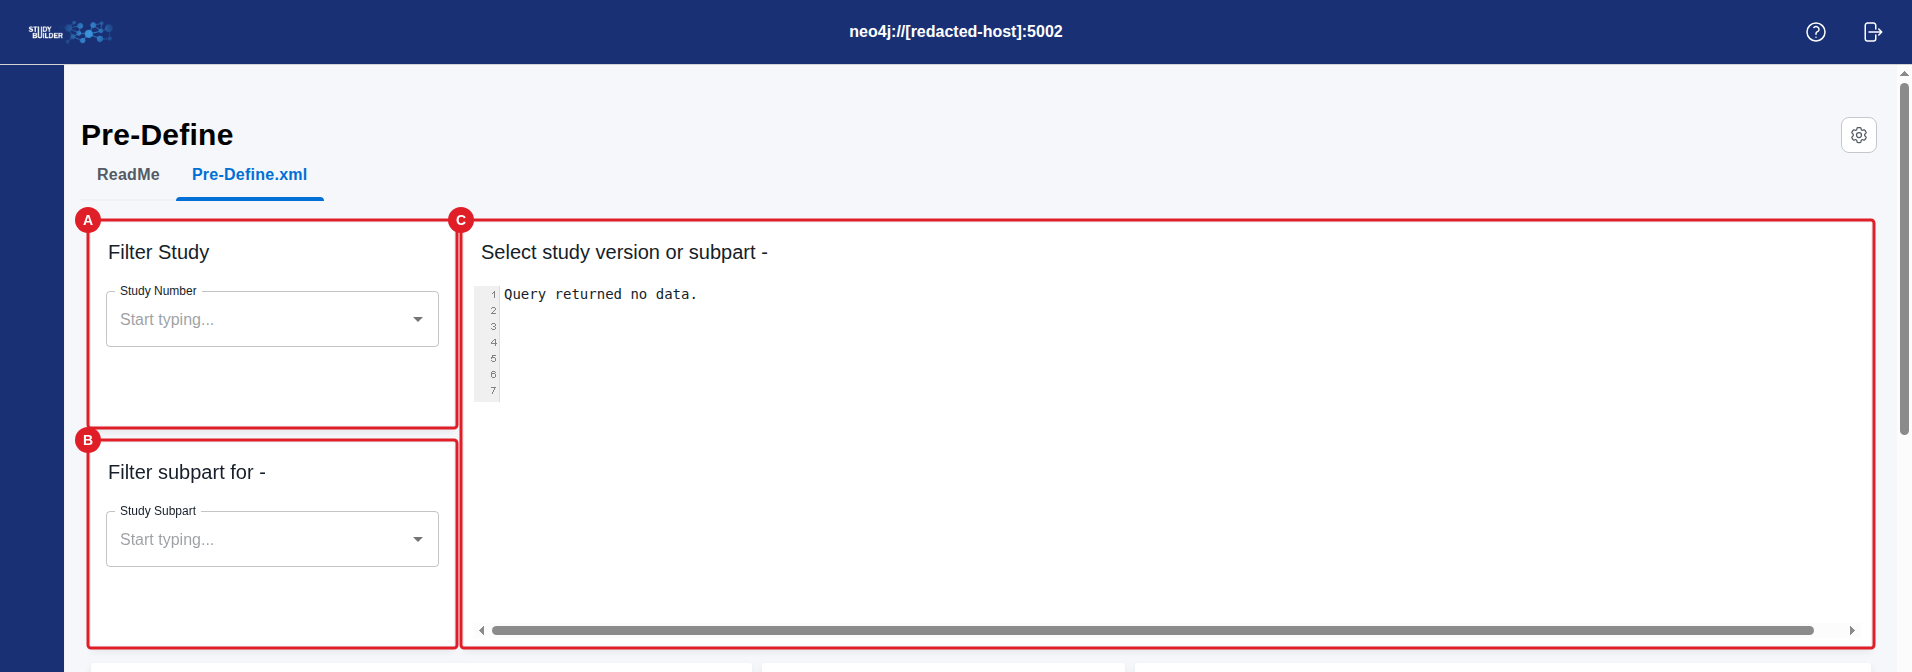 STUDY
BUILDER
neo4j://[redacted-host]:5002
Pre-Define
ReadMe
Pre-Define.xml
A
Filter Study
Study Number
Start typing...
B
Filter subpart for -
Study Subpart
Start typing...
C
Select study version or subpart -
1 Query returned no data.
2
3
4
5
6
7